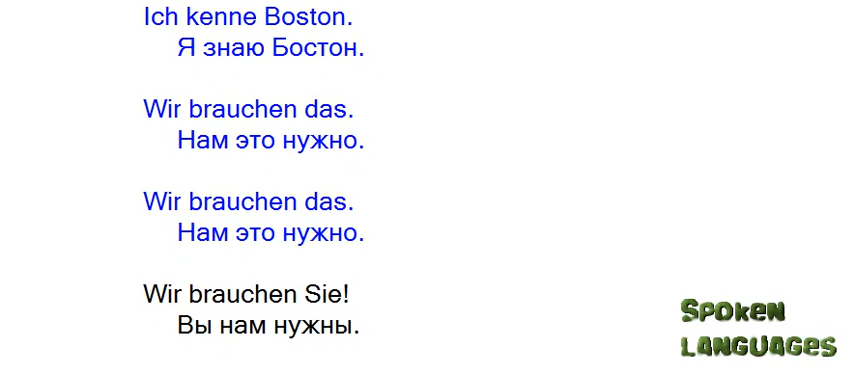 Ich kenne Boston.
Я знаю Бостон.
Wir brauchen das.
Нам это нужно.
Wir brauchen das.
Нам это нужно.
Wir brauchen Sie!
Вы нам нужны.
SPOKEN
LANGUAGES